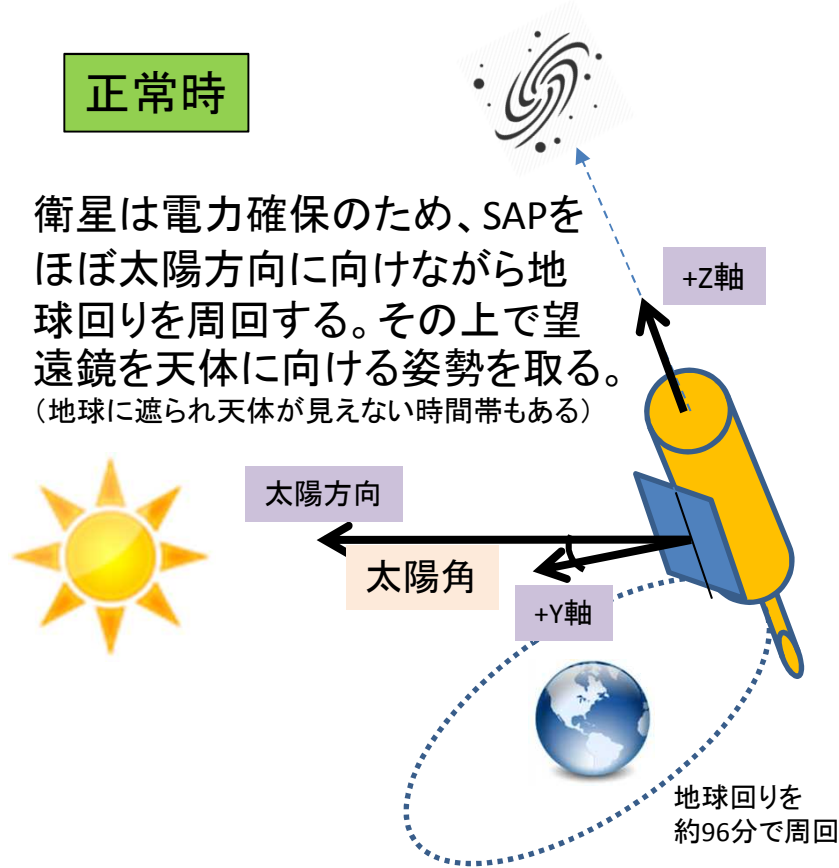 正常時
衛星は電力確保のため、SAPを
ほぼ太陽方向に向けながら地
球回りを周回する。その上で望
遠鏡を天体に向ける姿勢を取る。
（地球に遮られ天体が見えない時間帯もある）
+Z軸
太陽方向
太陽角
+Y軸
地球回りを
約96分で周回